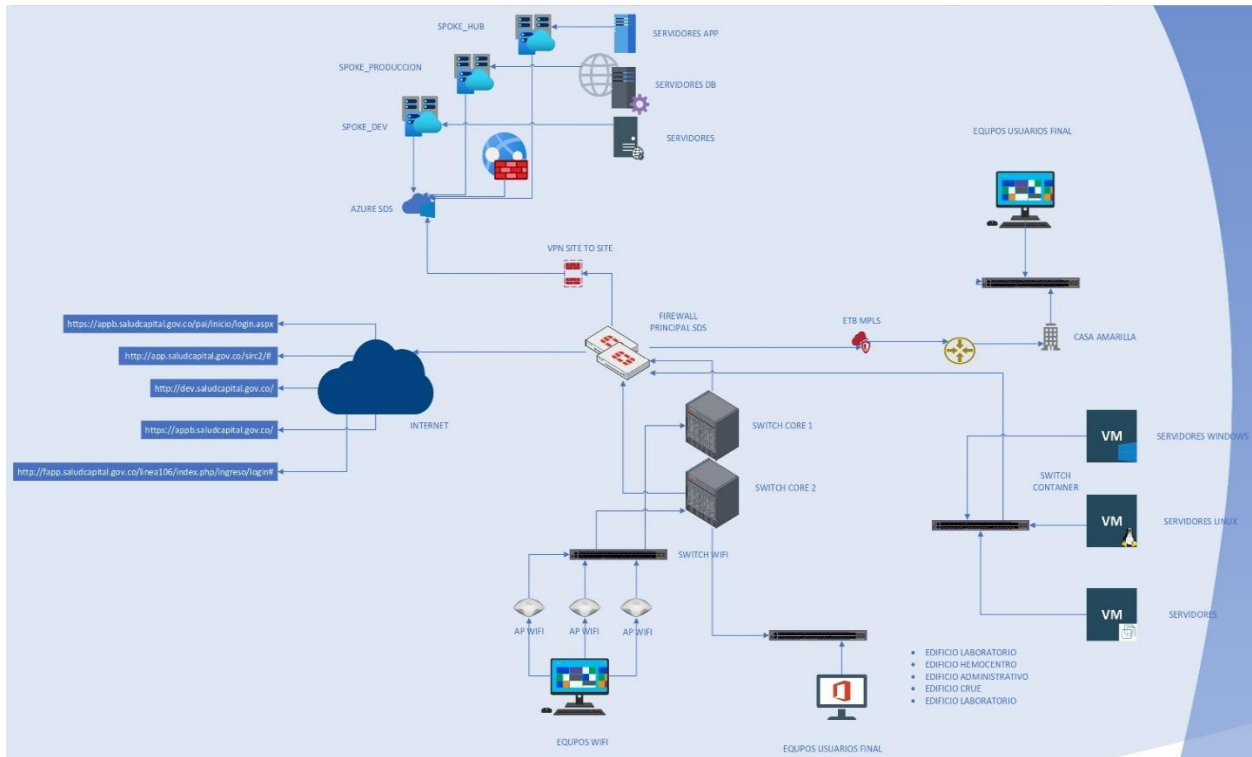 SPOKE_HUB
SERVIDORES APP
SPOKE_PRODUCCION
SERVIDORES DB
SPOKE_DEV
SERVIDORES
EQUPOS USUARIOS FINAL
AZURE SDS
VPN SITE TO SITE
FIREWALL
PRINCIPAL SDS
ETB MPLS
CASA AMARILLA
https://appb.saludcapital.gov.co/pai/inicio/login.aspx
http://app.saludcapital.gov.co/sirc2/#
http://dev.saludcapital.gov.co/
https://appb.saludcapital.gov.co/
http://fapp.saludcapital.gov.co/linea106/index.php/ingreso/login#
INTERNET
SWITCH CORE 1
SWITCH CORE 2
VM
SERVIDORES WINDOWS
SWITCH
CONTAINER
VM
SERVIDORES LINUX
VM
SERVIDORES
SWITCH WIFI
AP WIFI
AP WIFI
AP WIFI
EQUPOS WIFI
EQUPOS USUARIOS FINAL
EDIFICIO LABORATORIO
EDIFICIO HEMOCENTRO
EDIFICIO ADMINISTRATIVO
EDIFICIO CRUE
EDIFICIO LABORATORIO